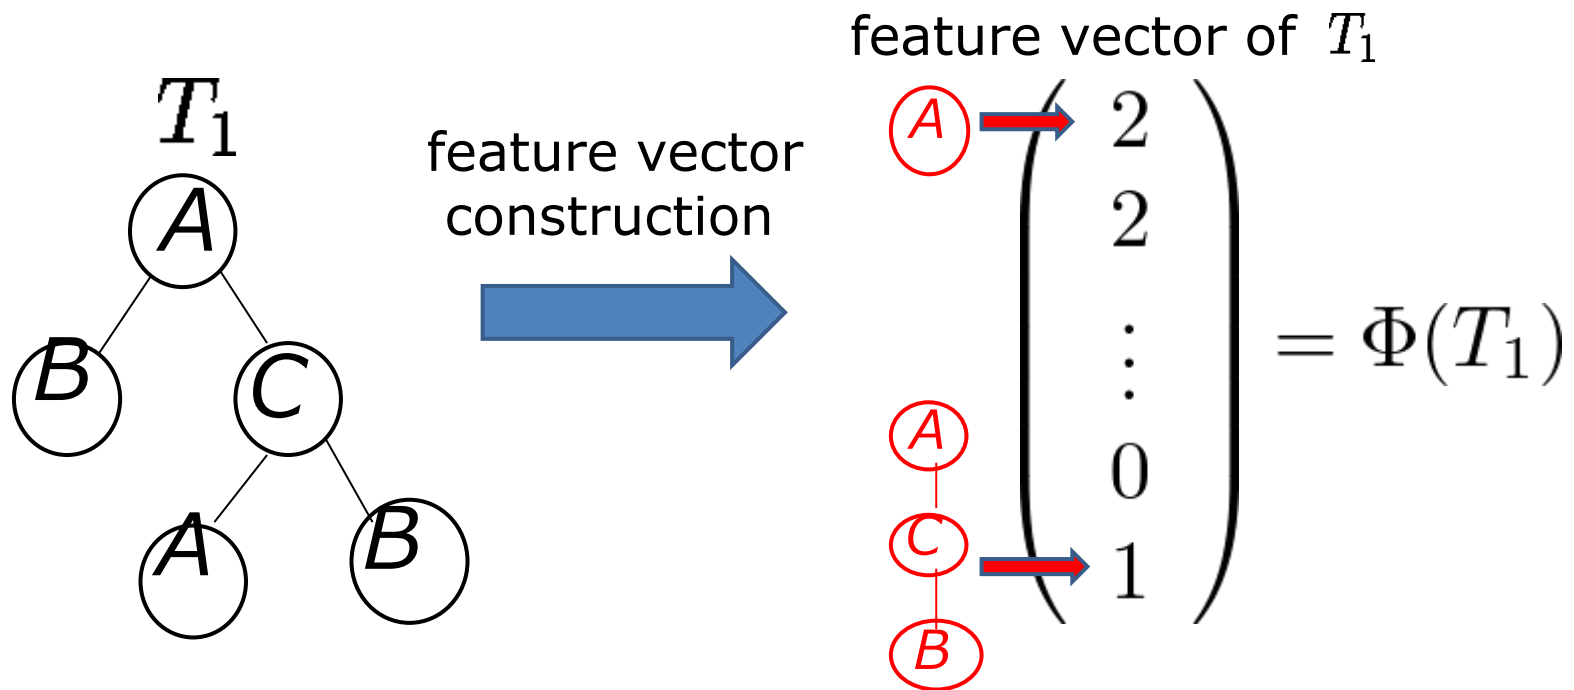 T₁
A
B
C
A
B
feature vector
construction
feature vector of T₁
A
2
2
⋮
0
1
A
C
B
= Φ(T₁)